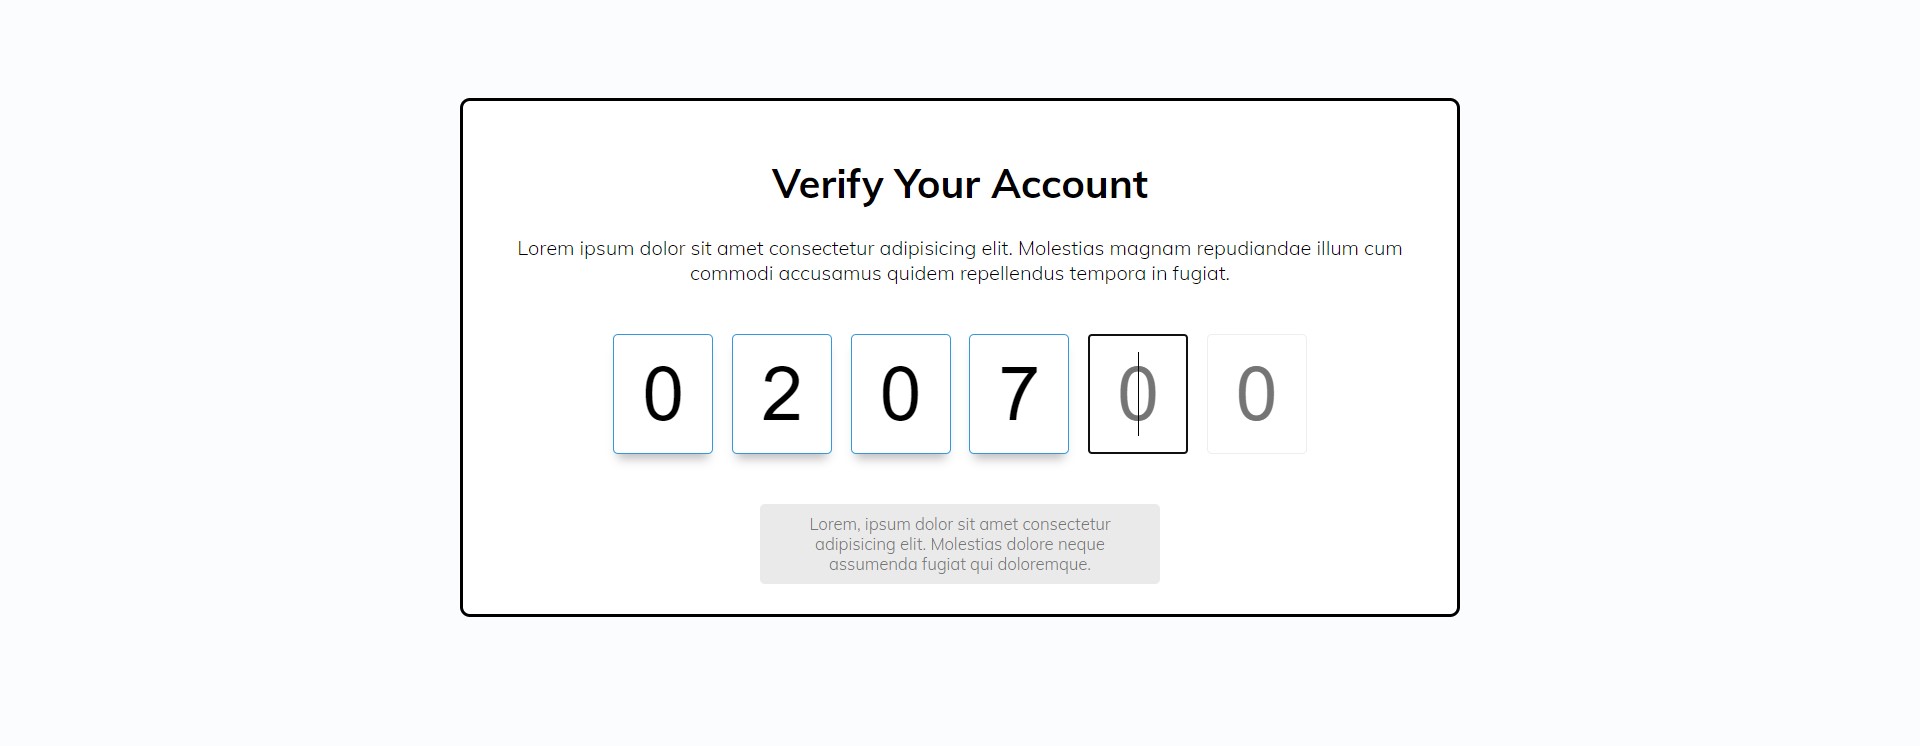 Verify Your Account
Lorem ipsum dolor sit amet consectetur adipisicing elit. Molestias magnam repudiandae illum cum
commodi accusamus quidem repellendus tempora in fugiat.
0 2 0 7 0 0
Lorem, ipsum dolor sit amet consectetur
adipisicing elit. Molestias dolore neque
assumenda fugiat qui doloremque.